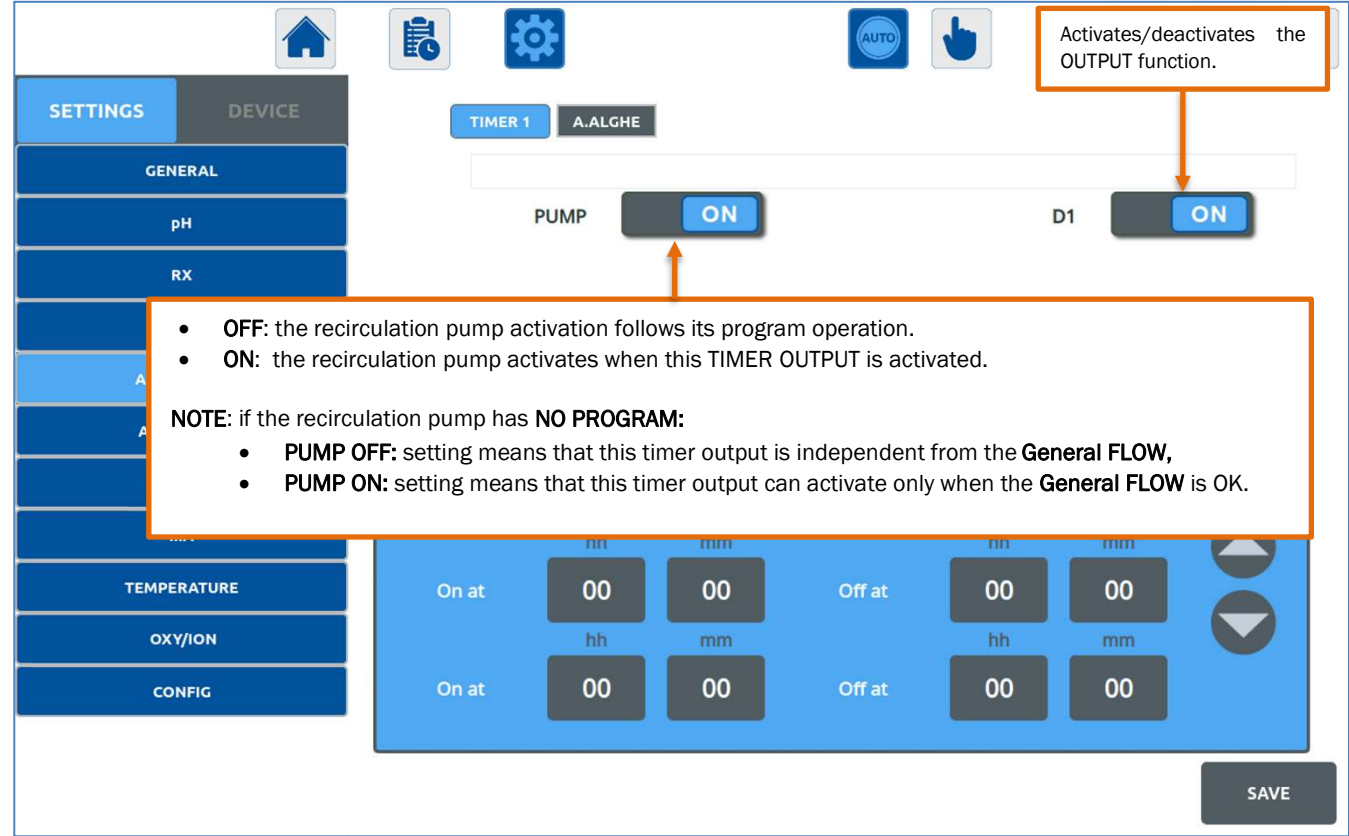 AUTO
Activates/deactivates the
OUTPUT function.
SETTINGS DEVICE
TIMER 1 A.ALGHE
GENERAL
pH
RX
PUMP ON D1 ON
• OFF: the recirculation pump activation follows its program operation.
• ON: the recirculation pump activates when this TIMER OUTPUT is activated.
NOTE: if the recirculation pump has NO PROGRAM:
• PUMP OFF: setting means that this timer output is independent from the General FLOW,
• PUMP ON: setting means that this timer output can activate only when the General FLOW is OK.
A
A
hh mm hh mm
TEMPERATURE
On at 00 00 Off at 00 00
OXY/ION
hh mm hh mm
CONFIG
On at 00 00 Off at 00 00
SAVE